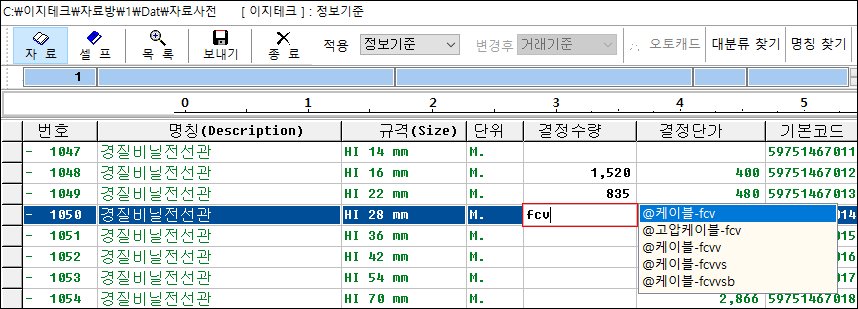 C:￦이지테크￦자료방￦1￦Dat￦자료사전 [ 이지테크 ] : 정보기준
자 료 셀 프 목 록 보내기 종 료 적용 정보기준 변경후 거래기준 오토캐드 대분류 찾기 명칭 찾기
1
0 1 2 3 4 5
번호 명칭(Description) 규격(Size) 단위 결정수량 결정단가 기본코드
- 1047 경질비닐전선관 HI 14 mm M. 59751467011
- 1048 경질비닐전선관 HI 16 mm M. 1,520 400 59751467012
- 1049 경질비닐전선관 HI 22 mm M. 835 480 59751467013
- 1050 경질비닐전선관 HI 28 mm M. fcv @케이블-fcv 014
@고압케이블-fcv
- 1051 경질비닐전선관 HI 36 mm M. 015
@케이블-fcvv
- 1052 경질비닐전선관 HI 42 mm M. @케이블-fcvvs 016
- 1053 경질비닐전선관 HI 54 mm M. @케이블-fcvvsb 017
- 1054 경질비닐전선관 HI 70 mm M. 2,866 59751467018